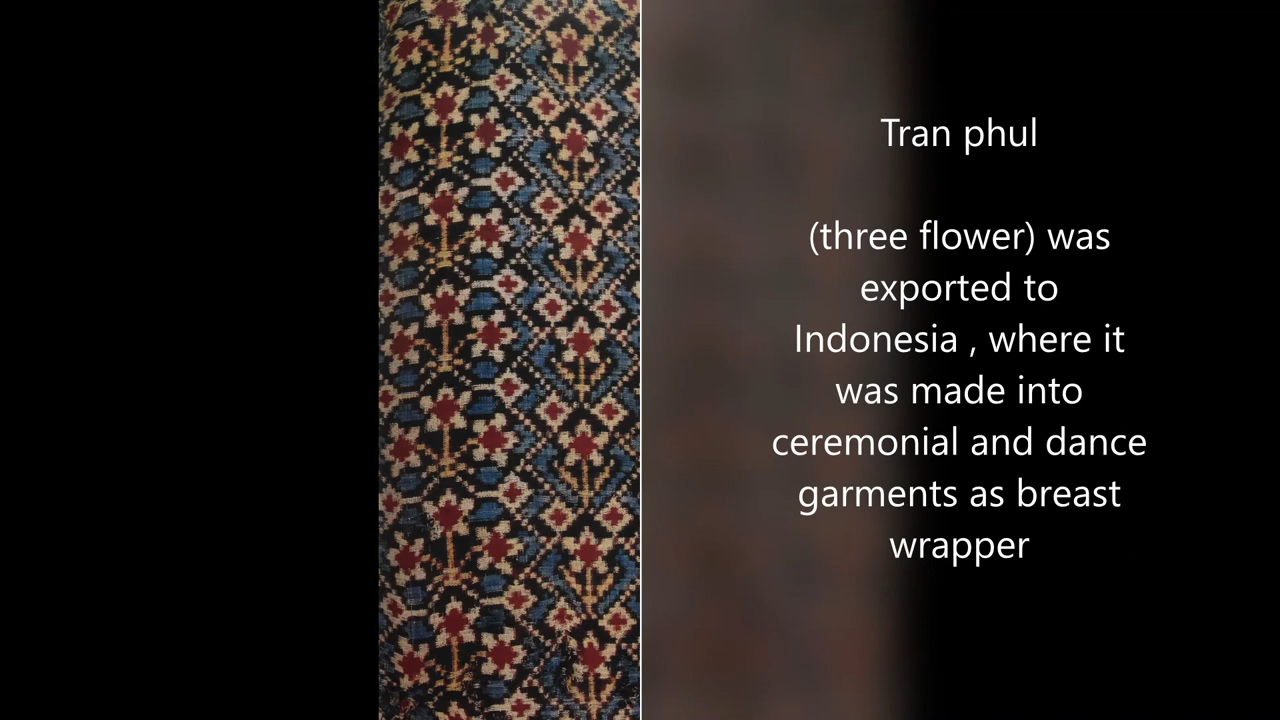 Tran phul
(three flower) was
exported to
Indonesia , where it
was made into
ceremonial and dance
garments as breast
wrapper